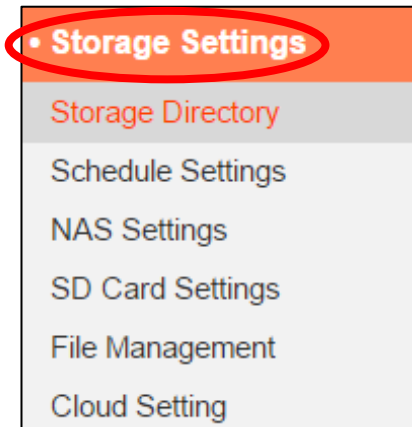 • Storage Settings
Storage Directory
Schedule Settings
NAS Settings
SD Card Settings
File Management
Cloud Setting